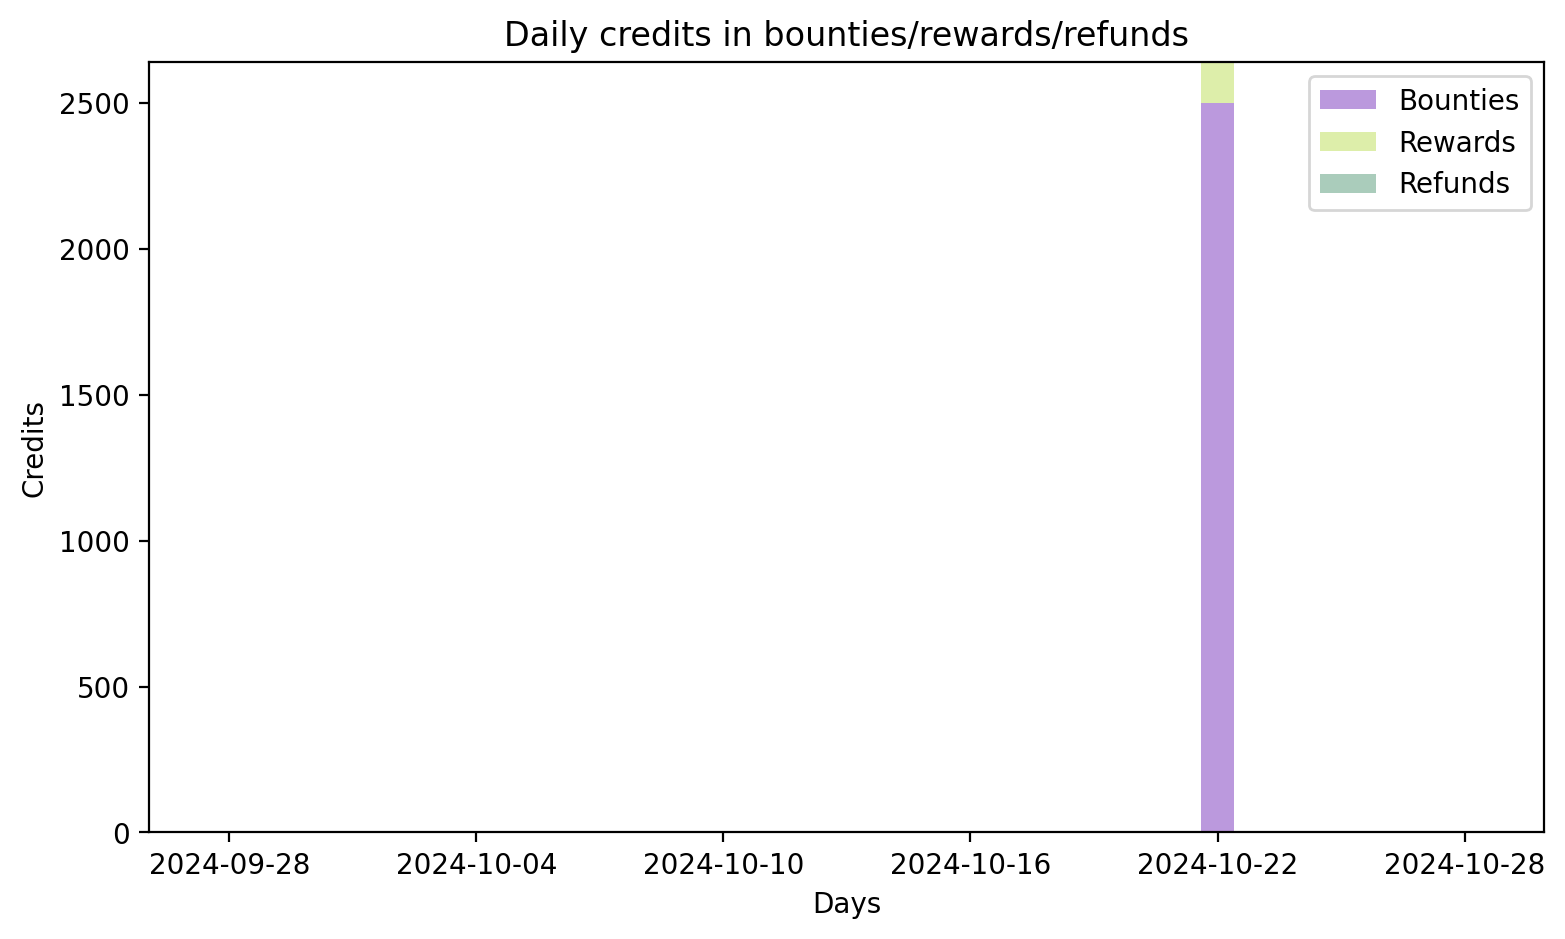 Daily credits in bounties/rewards/refunds
2500
2000
1500
1000
500
0
Credits
Bounties
Rewards
Refunds
2024-09-28
2024-10-04
2024-10-10
2024-10-16
2024-10-22
2024-10-28
Days